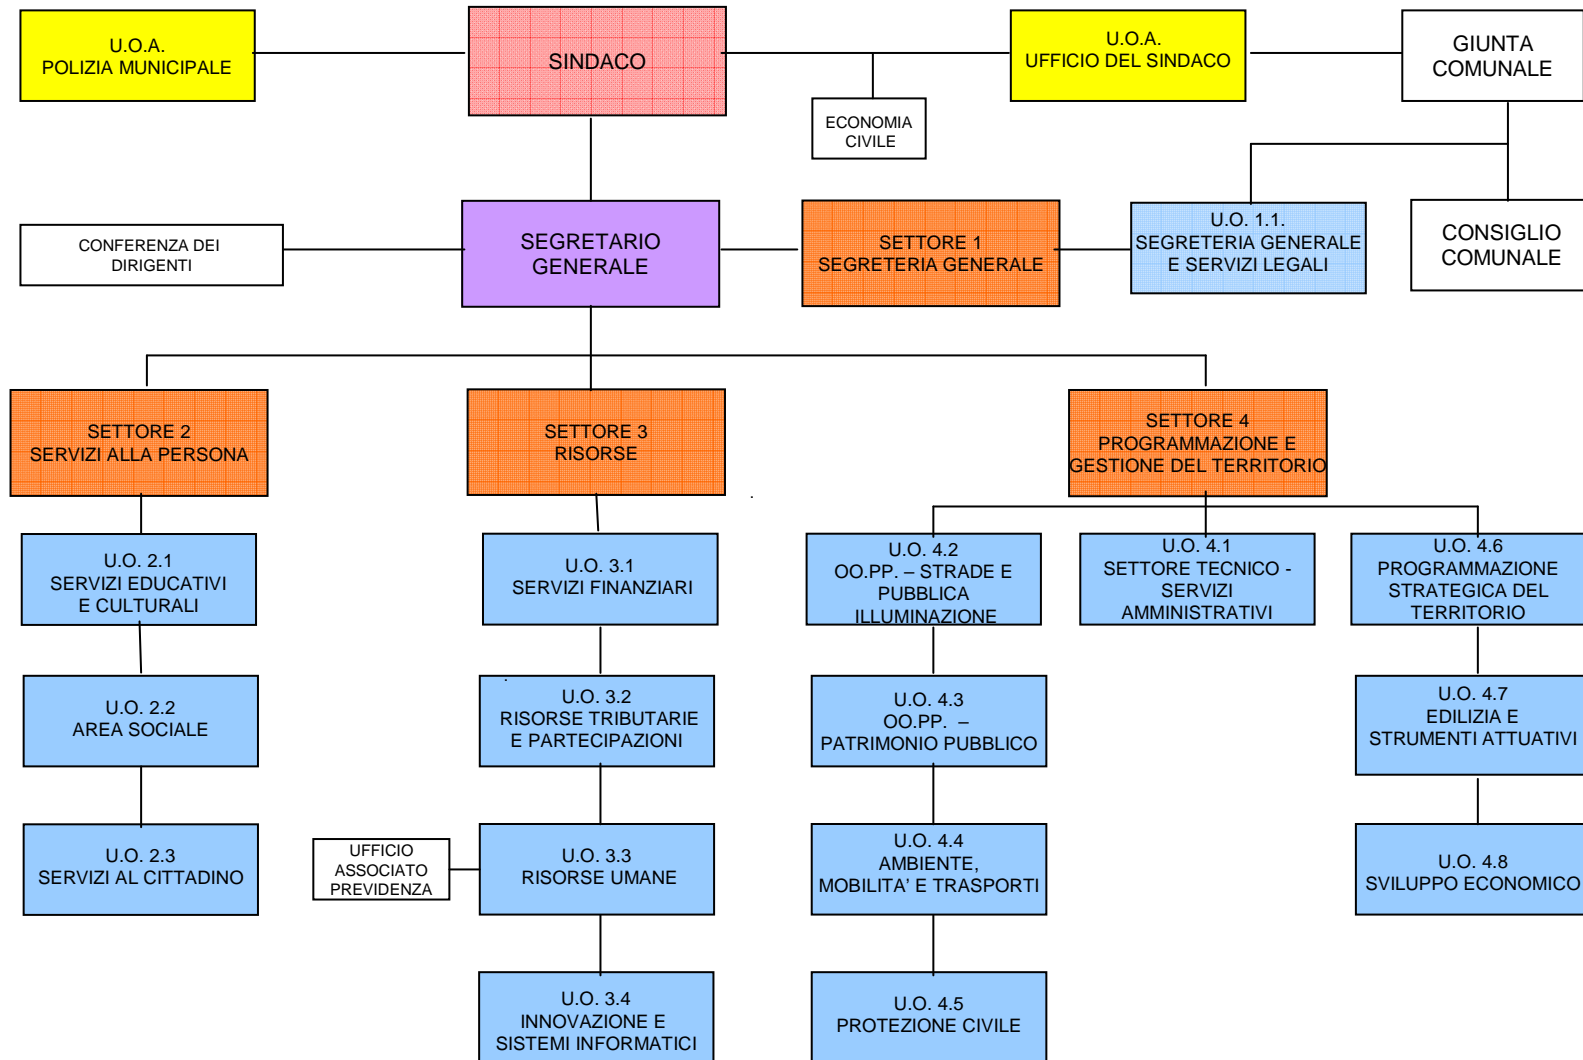 U.O.A.
POLIZIA MUNICIPALE
SINDACO
U.O.A.
UFFICIO DEL SINDACO
GIUNTA
COMUNALE
ECONOMIA
CIVILE
CONFERENZA DEI
DIRIGENTI
SEGRETARIO
GENERALE
SETTORE 1
SEGRETERIA GENERALE
U.O. 1.1.
SEGRETERIA GENERALE
E SERVIZI LEGALI
CONSIGLIO
COMUNALE
SETTORE 2
SERVIZI ALLA PERSONA
SETTORE 3
RISORSE
SETTORE 4
PROGRAMMAZIONE E
GESTIONE DEL TERRITORIO
U.O. 2.1
SERVIZI EDUCATIVI
E CULTURALI
U.O. 3.1
SERVIZI FINANZIARI
U.O. 4.2
OO.PP. – STRADE E
PUBBLICA
ILLUMINAZIONE
U.O. 4.1
SETTORE TECNICO -
SERVIZI
AMMINISTRATIVI
U.O. 4.6
PROGRAMMAZIONE
STRATEGICA DEL
TERRITORIO
U.O. 2.2
AREA SOCIALE
U.O. 3.2
RISORSE TRIBUTARIE
E PARTECIPAZIONI
U.O. 4.3
OO.PP. –
PATRIMONIO PUBBLICO
U.O. 4.7
EDILIZIA E
STRUMENTI ATTUATIVI
U.O. 2.3
SERVIZI AL CITTADINO
UFFICIO
ASSOCIATO
PREVIDENZA
U.O. 3.3
RISORSE UMANE
U.O. 4.4
AMBIENTE,
MOBILITA' E TRASPORTI
U.O. 4.8
SVILUPPO ECONOMICO
U.O. 3.4
INNOVAZIONE E
SISTEMI INFORMATICI
U.O. 4.5
PROTEZIONE CIVILE